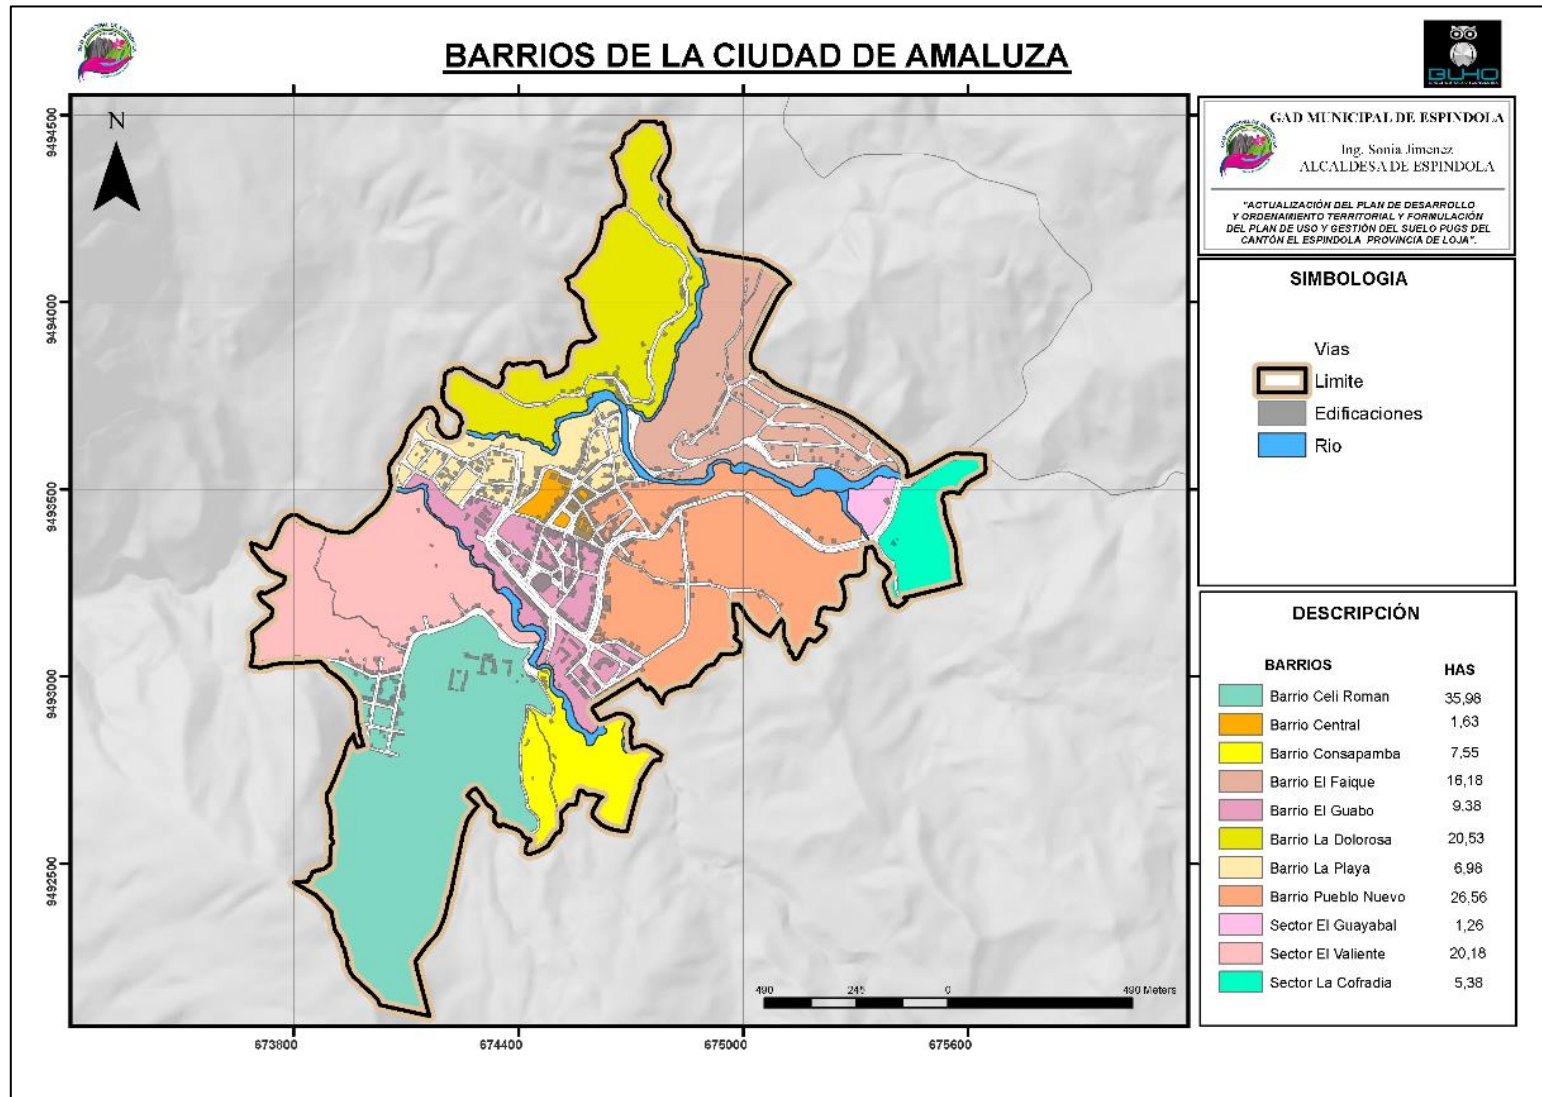 BARRIOS DE LA CIUDAD DE AMALUZA
BUHO
N
9494500
9494000
9493500
9493000
9492500
673800
674400
675000
675600
490
245
0
490 Meters
GAD MUNICIPAL DE ESPINDOLA
Ing. Sonia Jimenez
ALCALDESA DE ESPINDOLA
"ACTUALIZACIÓN DEL PLAN DE DESARROLLO
Y ORDENAMIENTO TERRITORIAL Y FORMULACIÓN
DEL PLAN DE USO Y GESTIÓN DEL SUELO PUGS DEL
CANTÓN EL ESPINDOLA PROVINCIA DE LOJA".
SIMBOLOGIA
Vias
Limite
Edificaciones
Rio
DESCRIPCIÓN
BARRIOS HAS
Barrio Celi Roman 35,98
Barrio Central 1,63
Barrio Consapamba 7,55
Barrio El Faique 16,18
Barrio El Guabo 9.38
Barrio La Dolorosa 20,53
Barrio La Playa 6,98
Barrio Pueblo Nuevo 26,56
Sector El Guayabal 1,26
Sector El Valiente 20,18
Sector La Cofradia 5,38